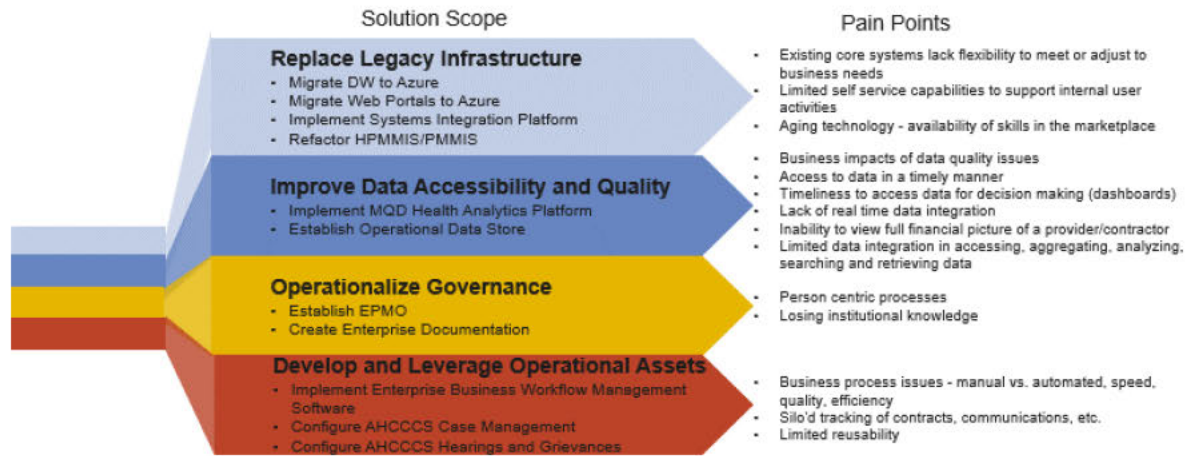 Solution Scope
Pain Points
Replace Legacy Infrastructure
• Migrate DW to Azure
• Migrate Web Portals to Azure
• Implement Systems Integration Platform
• Refactor HPMMIS/PMMIS
• Existing core systems lack flexibility to meet or adjust to
business needs
• Limited self service capabilities to support internal user
activities
• Aging technology - availability of skills in the marketplace
Improve Data Accessibility and Quality
• Implement MQD Health Analytics Platform
• Establish Operational Data Store
• Business impacts of data quality issues
• Access to data in a timely manner
• Timeliness to access data for decision making (dashboards)
• Lack of real time data integration
• Inability to view full financial picture of a provider/contractor
• Limited data integration in accessing, aggregating, analyzing,
searching and retrieving data
Operationalize Governance
• Establish EPMO
• Create Enterprise Documentation
• Person centric processes
• Losing institutional knowledge
Develop and Leverage Operational Assets
• Implement Enterprise Business Workflow Management
Software
• Configure AHCCCS Case Management
• Configure AHCCCS Hearings and Grievances
• Business process issues - manual vs. automated, speed,
quality, efficiency
• Silo'd tracking of contracts, communications, etc.
• Limited reusability